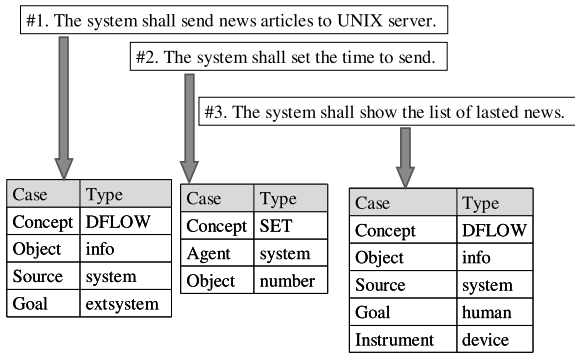 #1. The system shall send news articles to UNIX server.
#2. The system shall set the time to send.
#3. The system shall show the list of lasted news.
Case Type
Concept DFLOW
Object info
Source system
Goal extsystem
Case Type
Concept SET
Agent system
Object number
Case Type
Concept DFLOW
Object info
Source system
Goal human
Instrument device